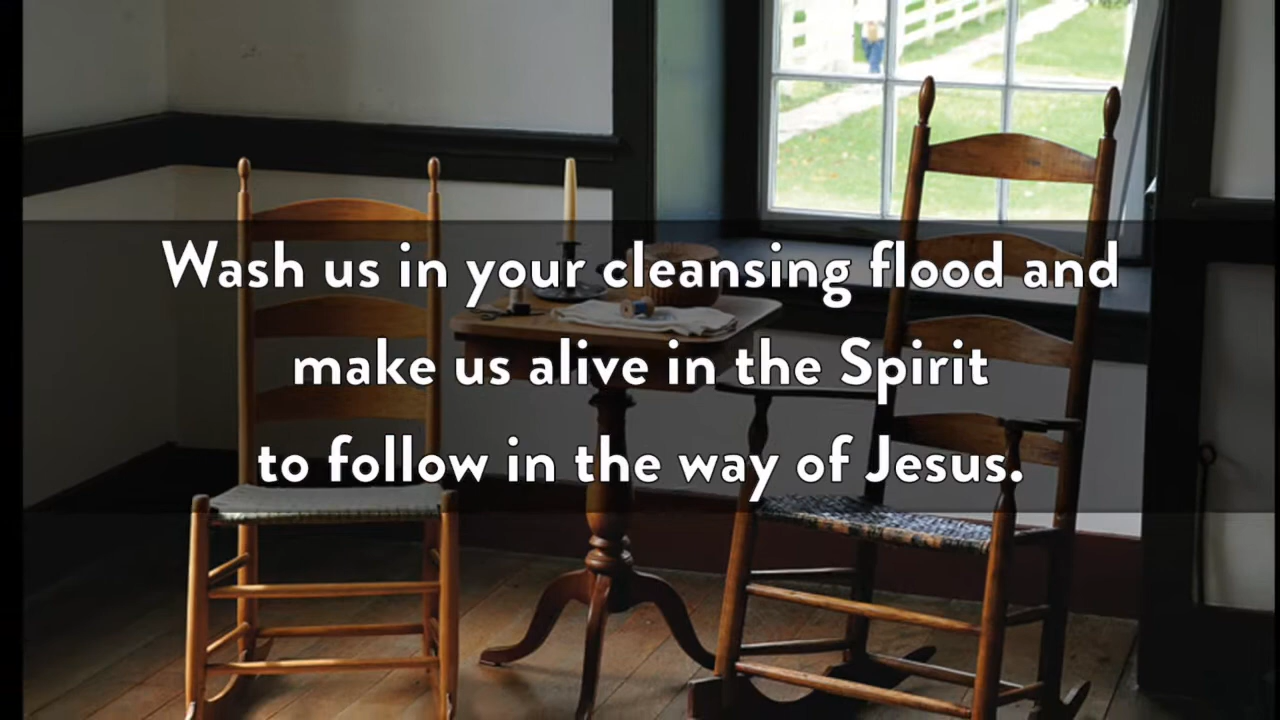 Wash us in your cleansing flood and
make us alive in the Spirit
to follow in the way of Jesus.